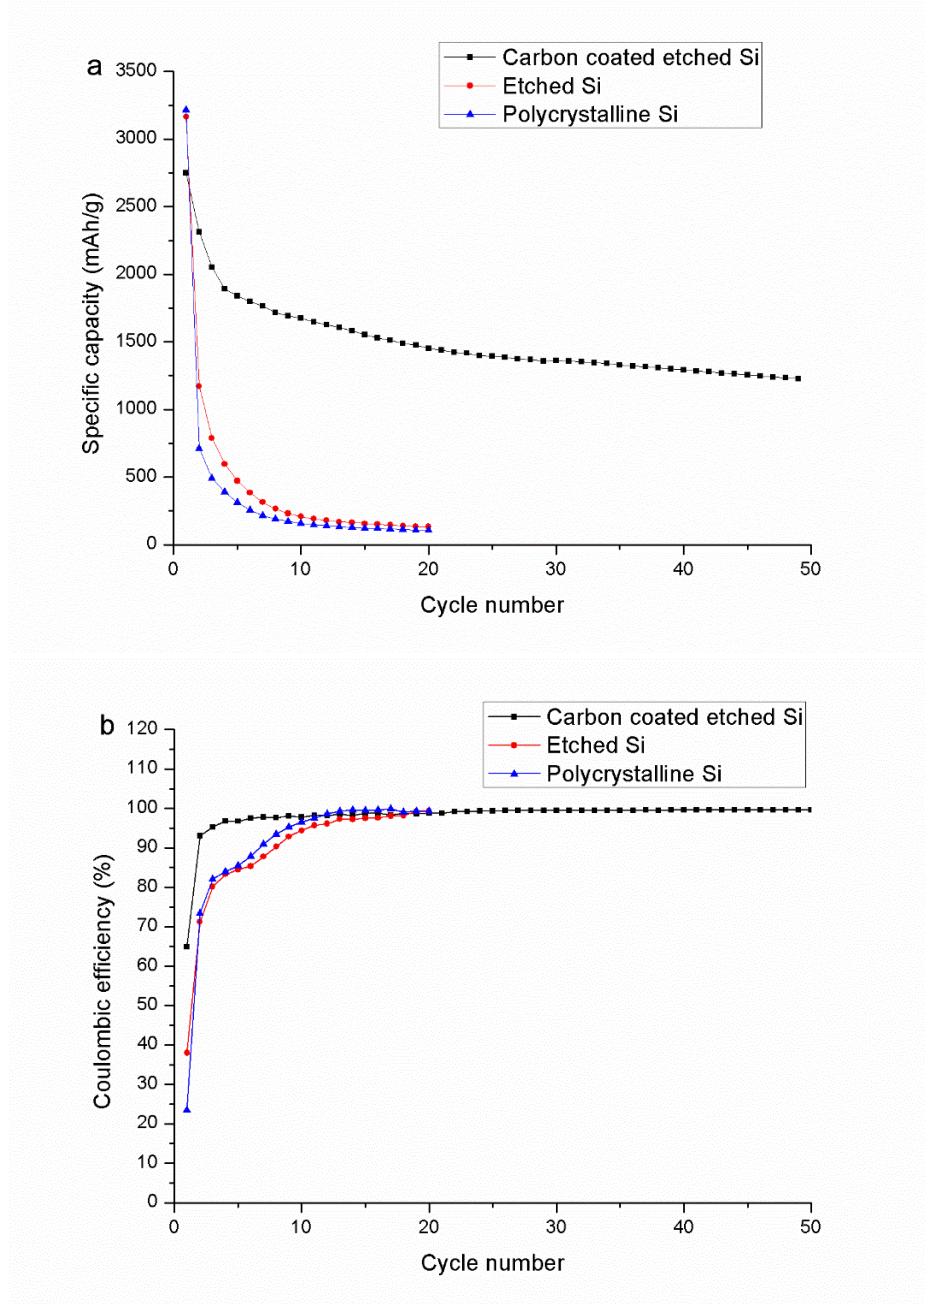 a
Carbon coated etched Si
Etched Si
Polycrystalline Si
3500
3000
2500
2000
1500
1000
500
0
Specific capacity (mAh/g)
0 10 20 30 40 50
Cycle number
b
Carbon coated etched Si
Etched Si
Polycrystalline Si
120
110
100
90
80
70
60
50
40
30
20
10
0
Coulombic efficiency (%)
0 10 20 30 40 50
Cycle number